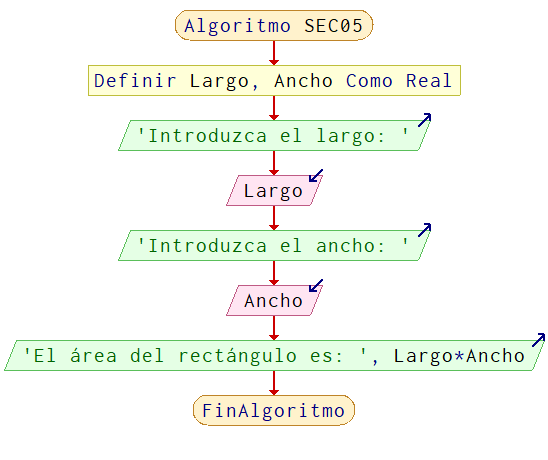 Algoritmo SEC05
Definir Largo, Ancho Como Real
'Introduzca el largo: '
Largo
'Introduzca el ancho: '
Ancho
'El área del rectángulo es: ', Largo*Ancho
FinAlgoritmo